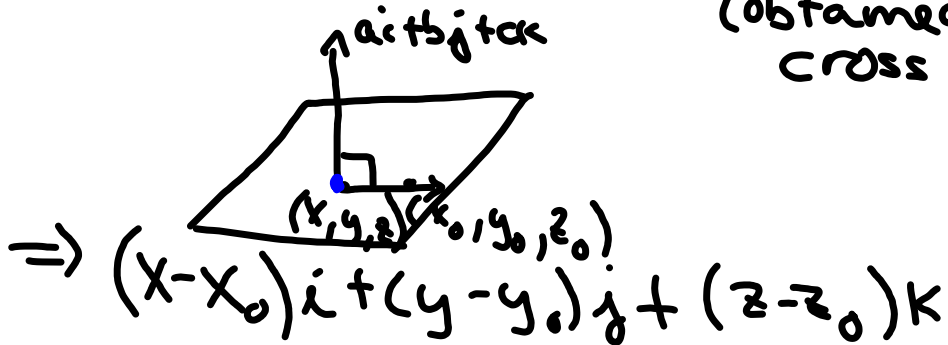 ai+bj+ck
(obtained
cross
(x,y,z) (x₀,y₀,z₀)
⇒ (x-x₀)i+(y-y₀)j+(z-z₀)k